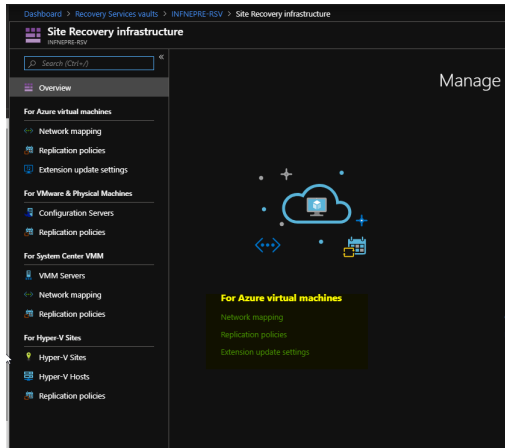 Dashboard > Recovery Services vaults > INFNEPRE-RSV > Site Recovery infrastructure
Site Recovery infrastructure
INFNEPRE-RSV
Search (Ctrl+/)
«
Overview
Manage
For Azure virtual machines
Network mapping
Replication policies
Extension update settings
For VMware & Physical Machines
Configuration Servers
Replication policies
For System Center VMM
VMM Servers
Network mapping
Replication policies
For Hyper-V Sites
Hyper-V Sites
Hyper-V Hosts
Replication policies
For Azure virtual machines
Network mapping
Replication policies
Extension update settings